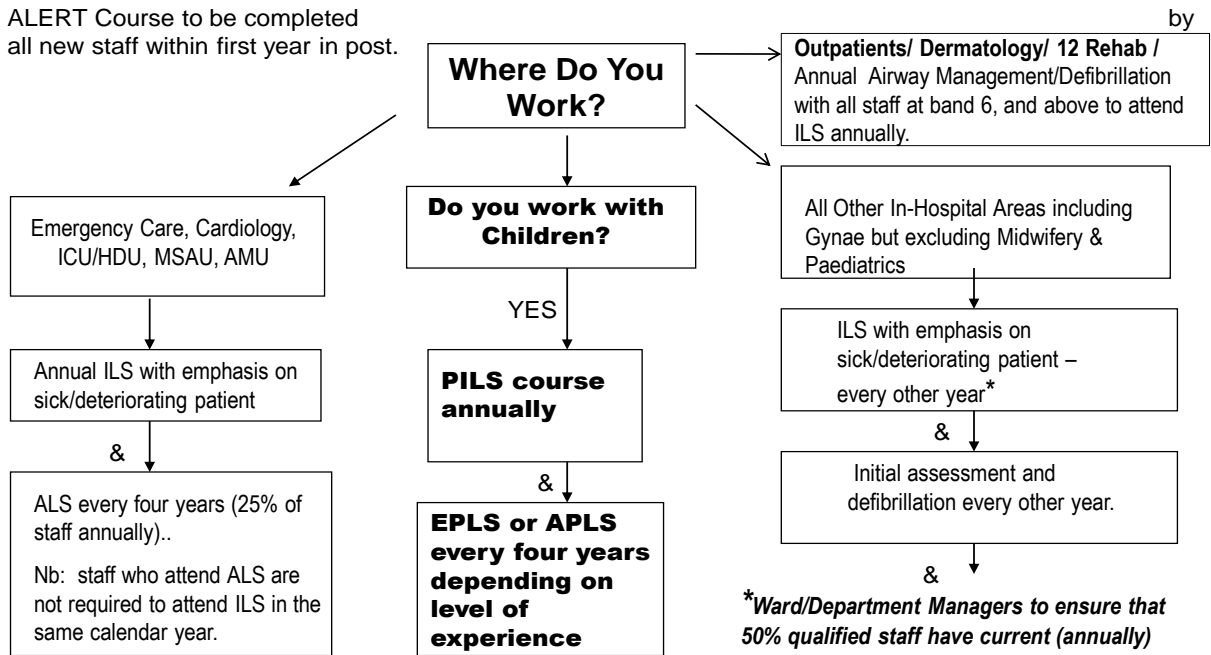 ALERT Course to be completed by
all new staff within first year in post.
Where Do You
Work?
Outpatients/ Dermatology/ 12 Rehab /
Annual Airway Management/Defibrillation
with all staff at band 6, and above to attend
ILS annually.
Emergency Care, Cardiology,
ICU/HDU, MSAU, AMU
Annual ILS with emphasis on
sick/deteriorating patient
&
ALS every four years (25% of
staff annually)..
Nb: staff who attend ALS are
not required to attend ILS in the
same calendar year.
Do you work with
Children?
YES
PILS course
annually
&
EPLS or APLS
every four years
depending on
level of
experience
All Other In-Hospital Areas including
Gynae but excluding Midwifery &
Paediatrics
ILS with emphasis on
sick/deteriorating patient –
every other year*
&
Initial assessment and
defibrillation every other year.
&
*Ward/Department Managers to ensure that
50% qualified staff have current (annually)